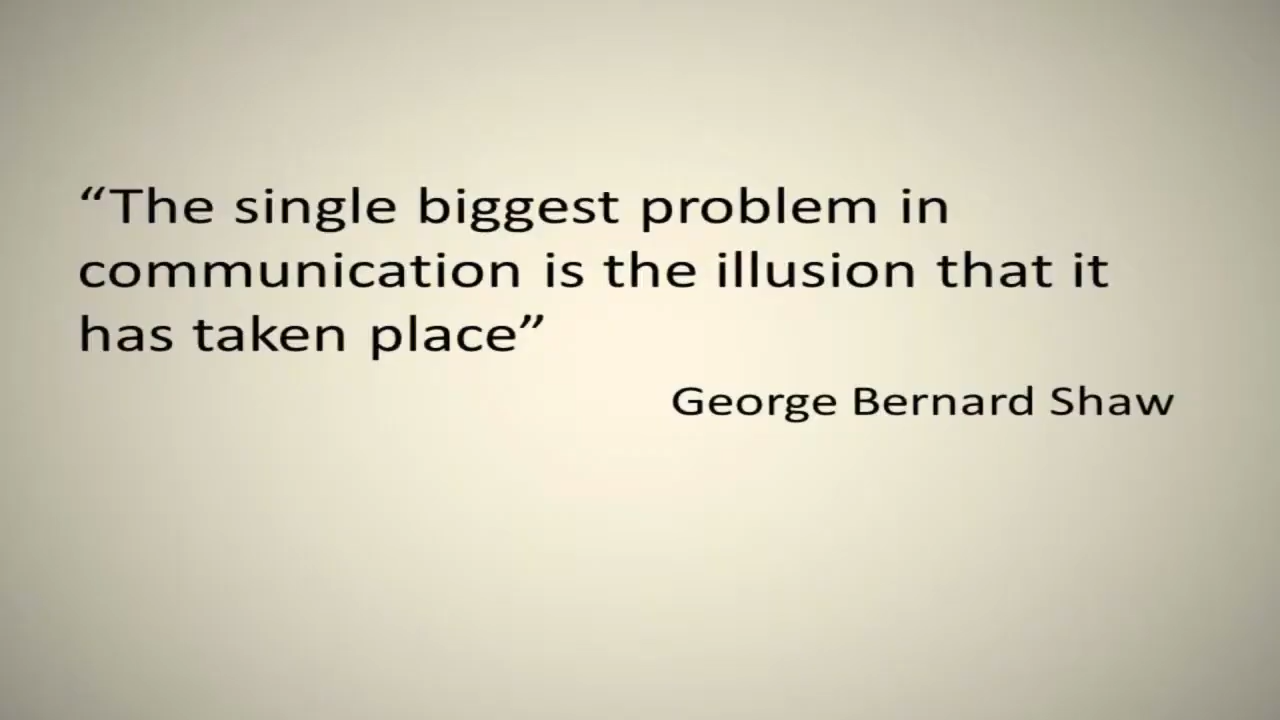 “The single biggest problem in
communication is the illusion that it
has taken place”
George Bernard Shaw